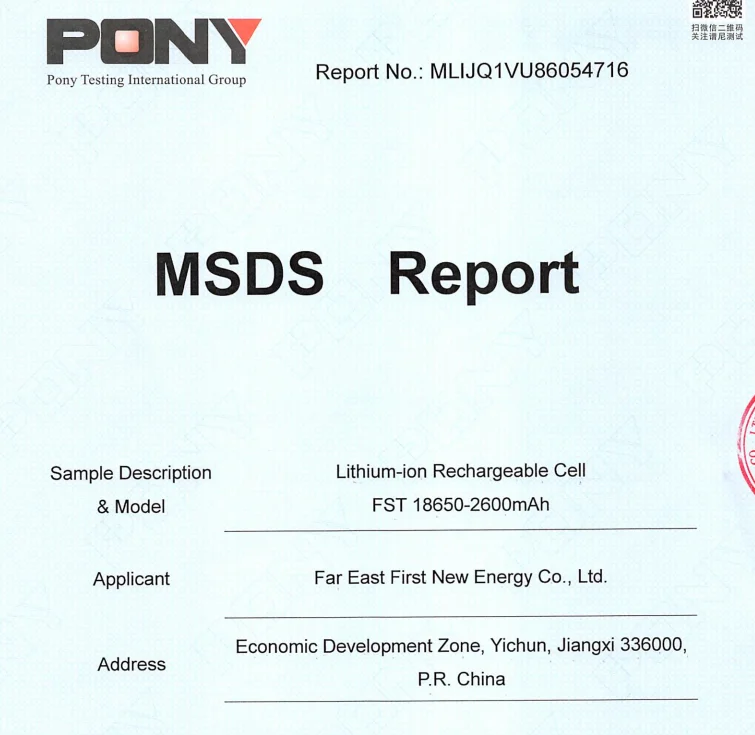 扫微信二维码
关注谱尼测试
PONY
Pony Testing International Group
Report No.: MLIJQ1VU86054716
MSDS Report
Sample Description
& Model
Lithium-ion Rechargeable Cell
FST 18650-2600mAh
Applicant
Far East First New Energy Co., Ltd.
Address
Economic Development Zone, Yichun, Jiangxi 336000,
P.R. China